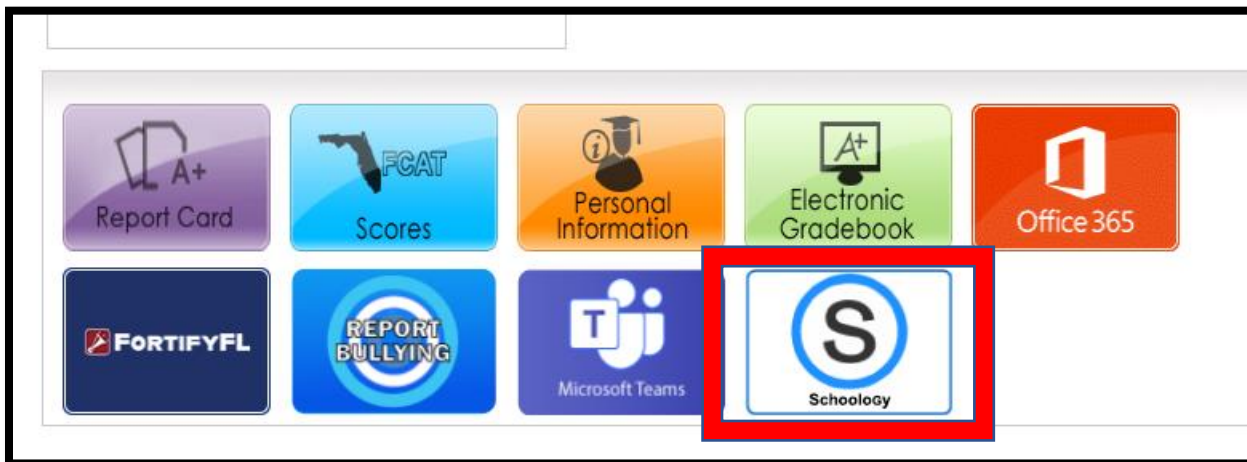 A+
Report Card
FCAT
Scores
i
Personal
Information
A+
Electronic
Gradebook
Office 365
FORTIFYFL
REPORT
BULLYING
T
Microsoft Teams
S
Schoology